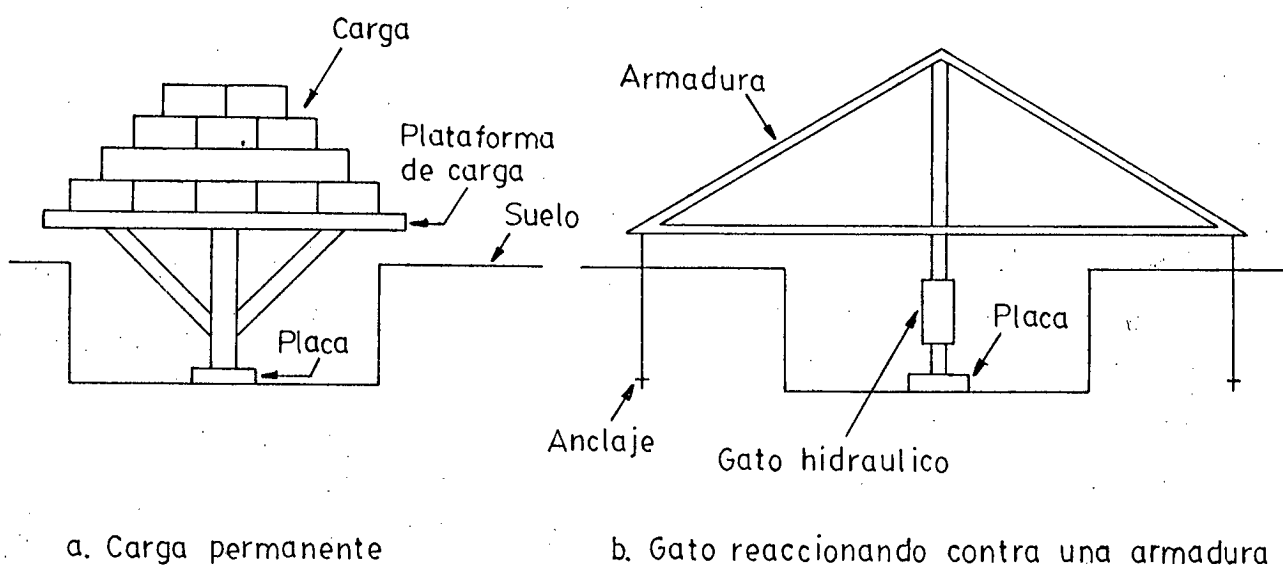 Carga
Plataforma
de carga
Suelo
Placa
Armadura
Placa
Anclaje
Gato hidraulico
a. Carga permanente
b. Gato reaccionando contra una armadura